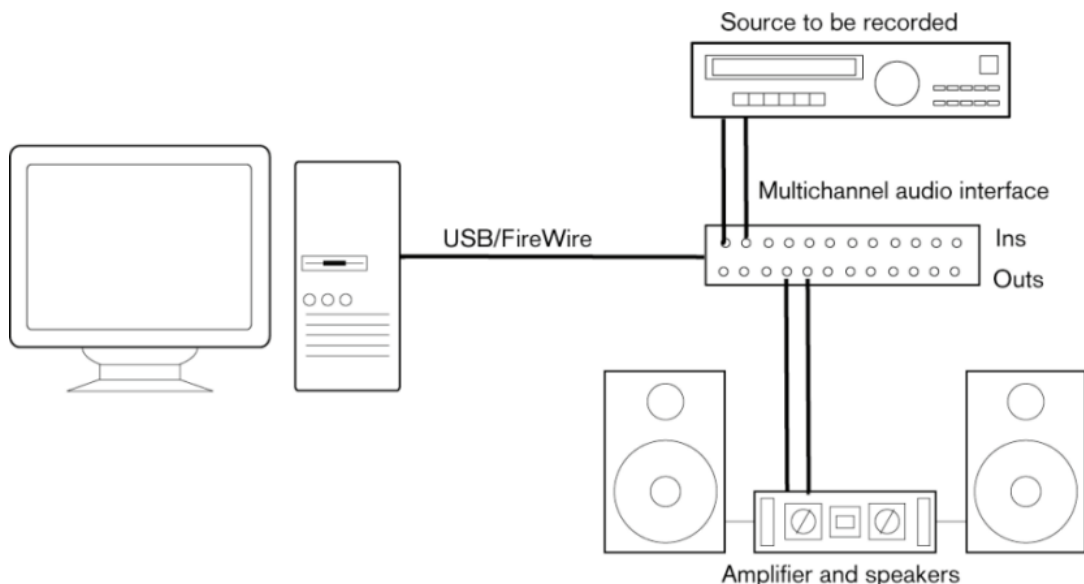 Source to be recorded
Multichannel audio interface
USB/FireWire
Ins
Outs
Amplifier and speakers